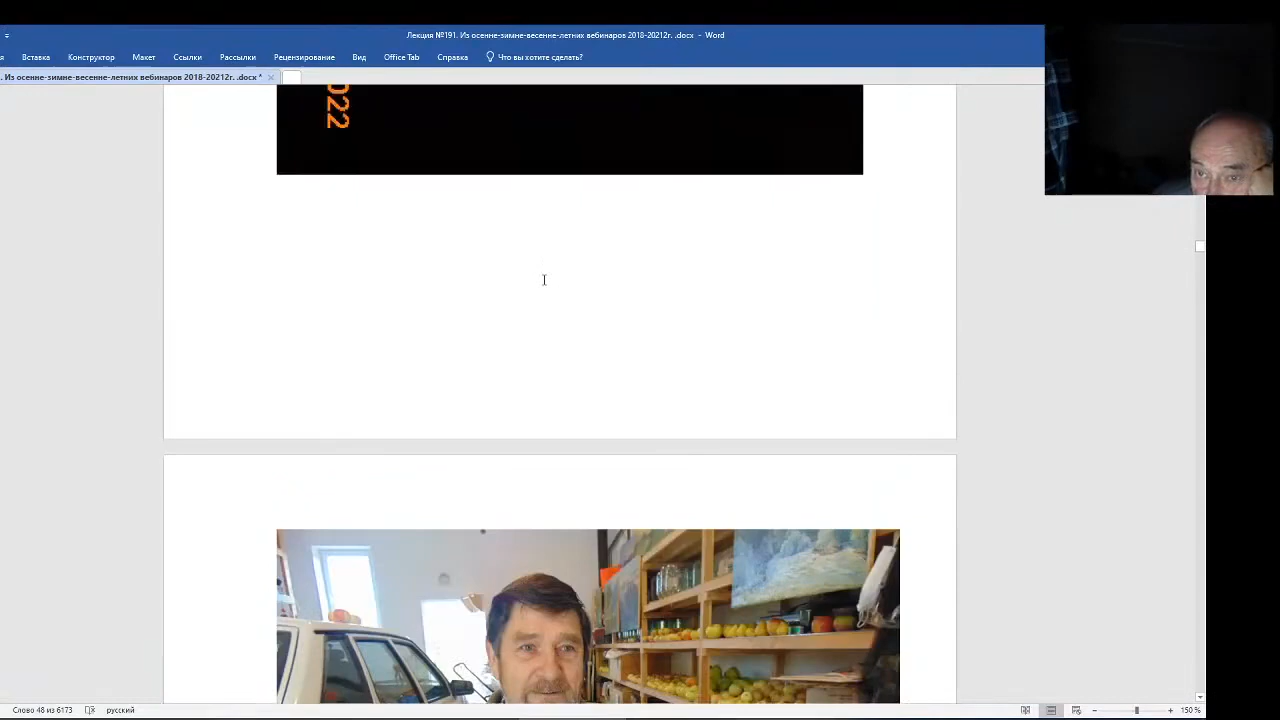 Лекция №191. Из осенне-зимне-весенне-летних вебинаров 2018-20212г. .docx - Word
Вставка Конструктор Макет Ссылки Рассылки Рецензирование Вид Office Tab Справка Что вы хотите сделать?
. Из осенне-зимне-весенне-летних вебинаров 2018-20212г. .docx *
022
Слово 48 из 6173 русский 150 %